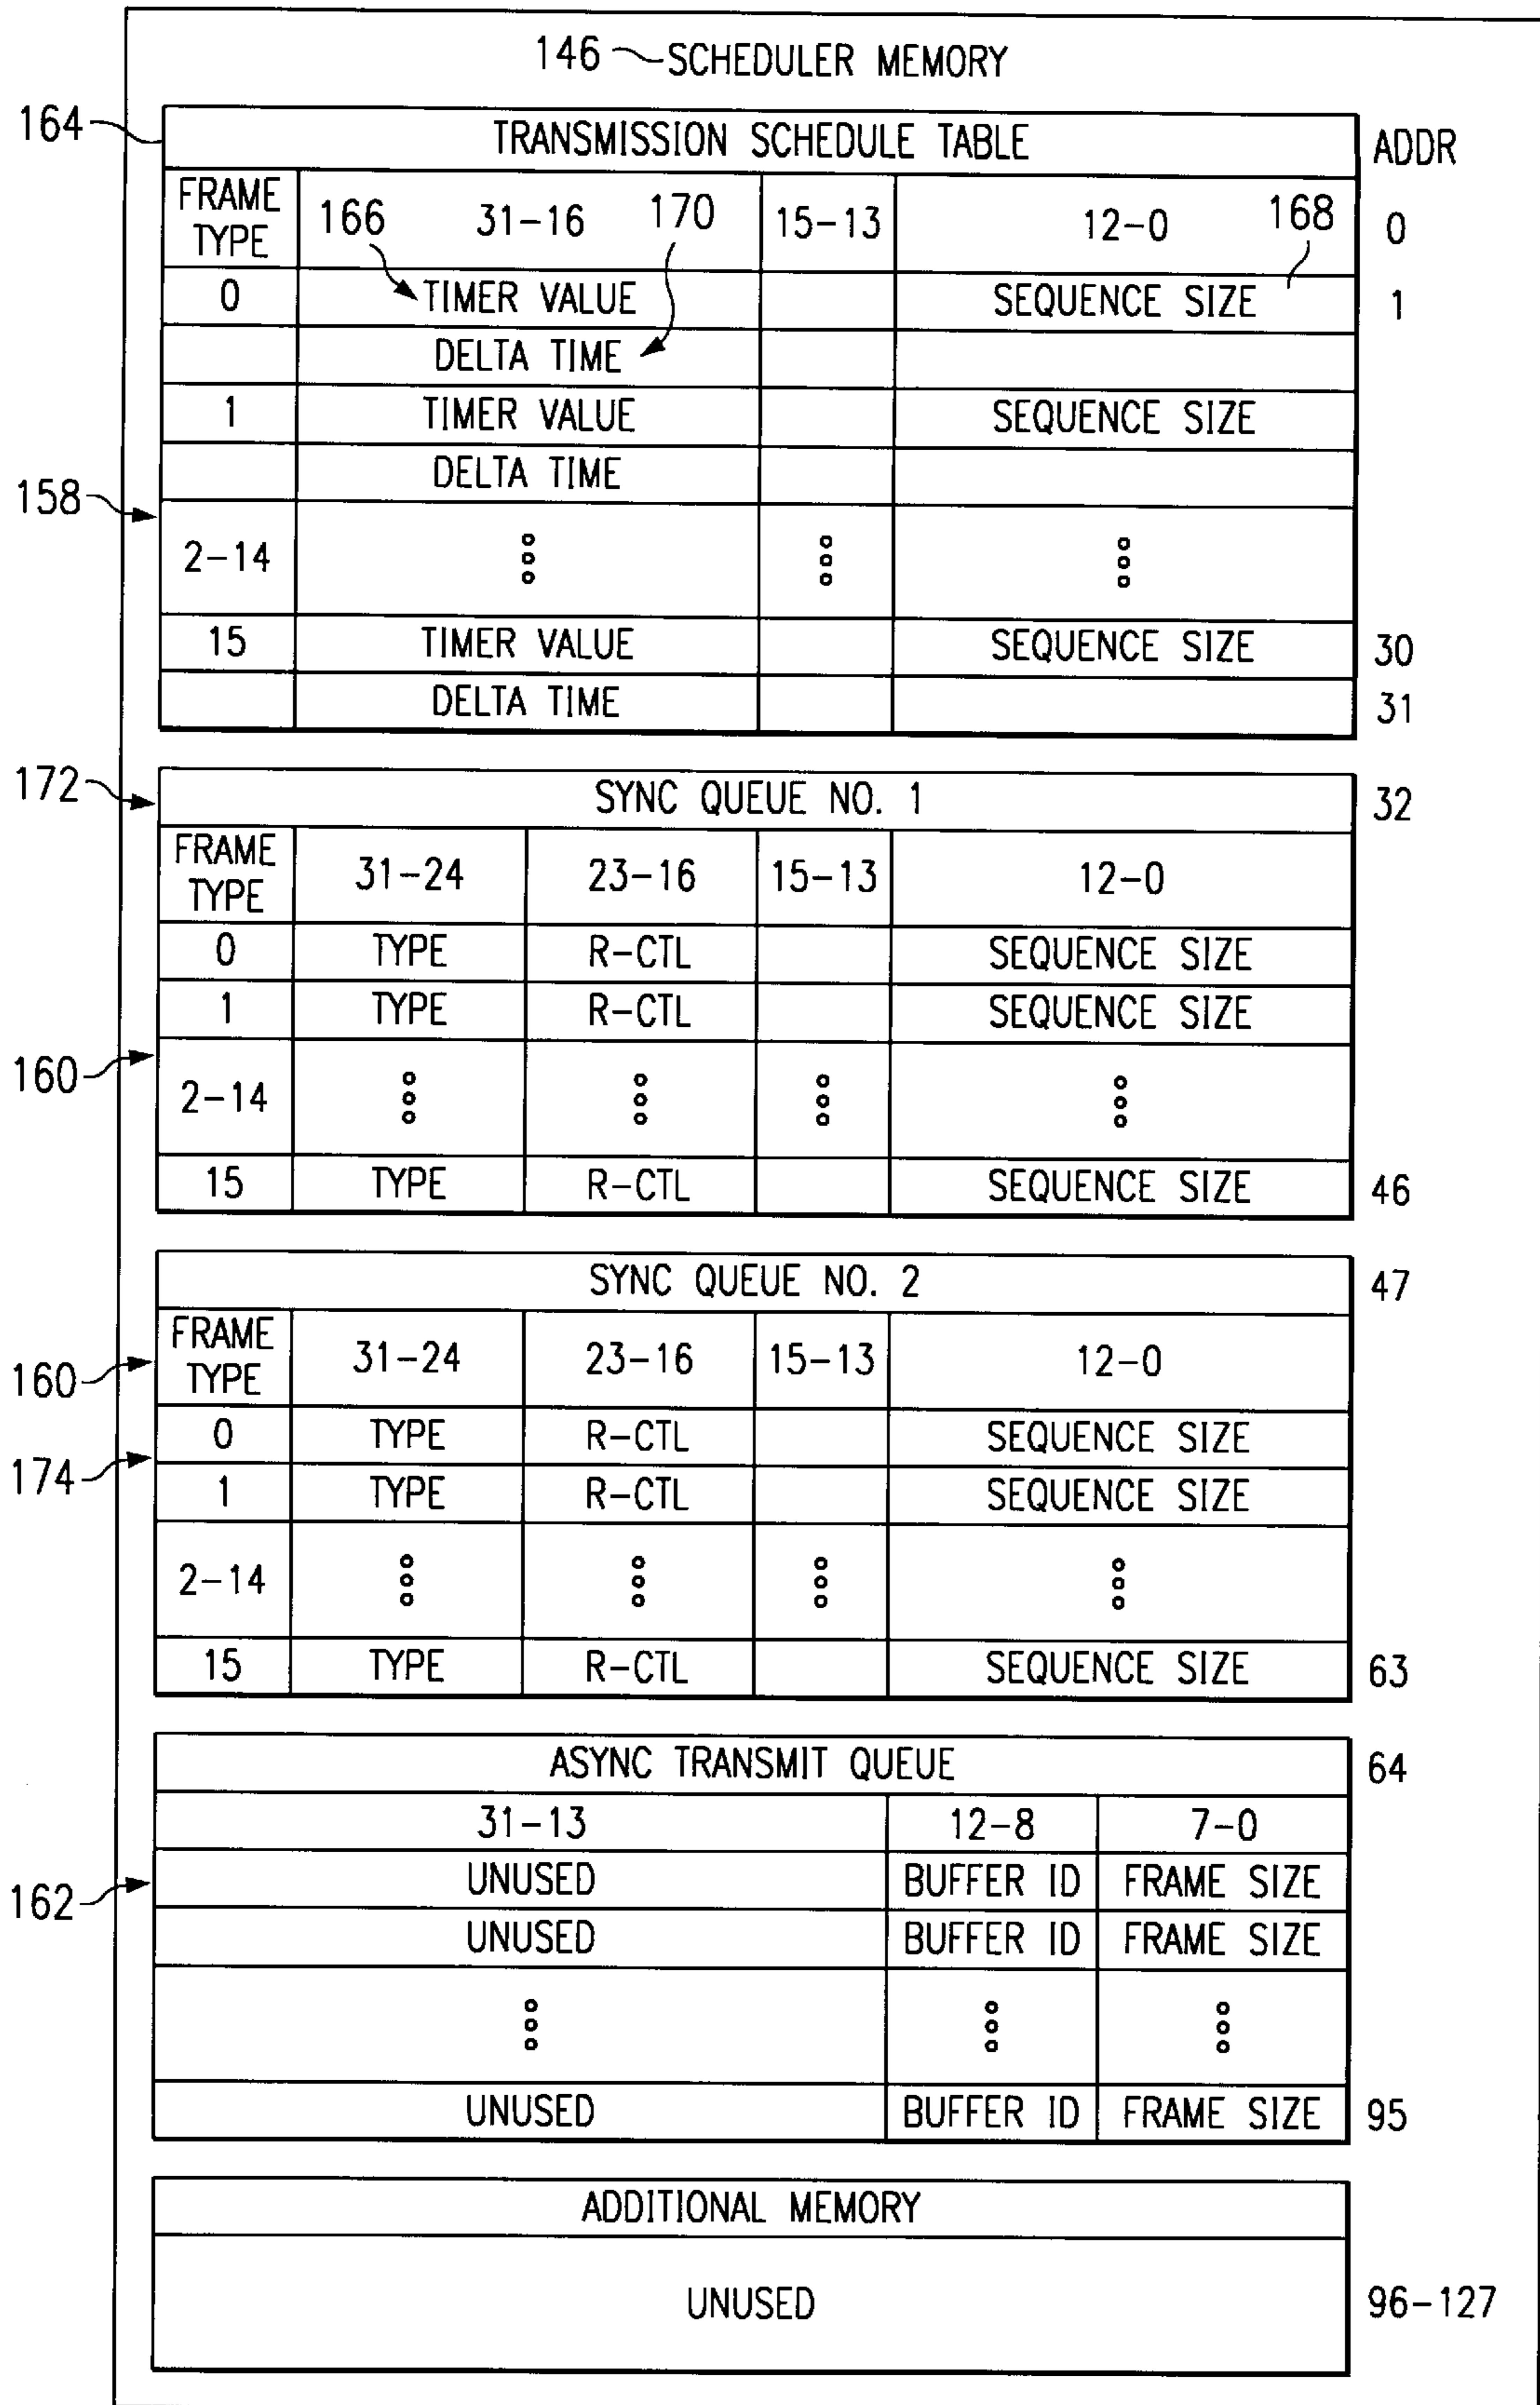 146 SCHEDULER MEMORY
164 TRANSMISSION SCHEDULE TABLE ADDR
FRAME TYPE 166 31-16 170 15-13 12-0 168 0
0 TIMER VALUE SEQUENCE SIZE 1
DELTA TIME
1 TIMER VALUE SEQUENCE SIZE
DELTA TIME
158
2-14
15 TIMER VALUE SEQUENCE SIZE 30
DELTA TIME 31
172 SYNC QUEUE NO. 1 32
FRAME TYPE 31-24 23-16 15-13 12-0
0 TYPE R-CTL SEQUENCE SIZE
1 TYPE R-CTL SEQUENCE SIZE
160 2-14
15 TYPE R-CTL SEQUENCE SIZE 46
SYNC QUEUE NO. 2 47
160 FRAME TYPE 31-24 23-16 15-13 12-0
0 TYPE R-CTL SEQUENCE SIZE
174
1 TYPE R-CTL SEQUENCE SIZE
2-14
15 TYPE R-CTL SEQUENCE SIZE 63
ASYNC TRANSMIT QUEUE 64
31-13 12-8 7-0
162 UNUSED BUFFER ID FRAME SIZE
UNUSED BUFFER ID FRAME SIZE
UNUSED BUFFER ID FRAME SIZE 95
ADDITIONAL MEMORY
UNUSED 96-127